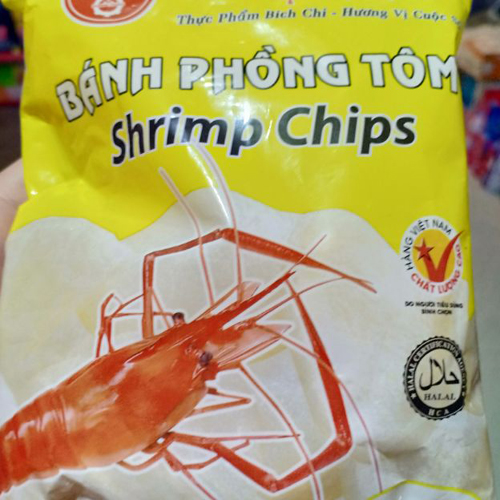 Thực Phẩm Bích Chi - Hương Vị Cuộc
BÁNH PHỒNG TÔM
Shrimp Chips
HÀNG VIỆT NAM
CHẤT LƯỢNG CAO
DO NGƯỜI TIÊU DÙNG
BÌNH CHỌN
HALAL CERTIFICATION
حلال
HALAL
HCA